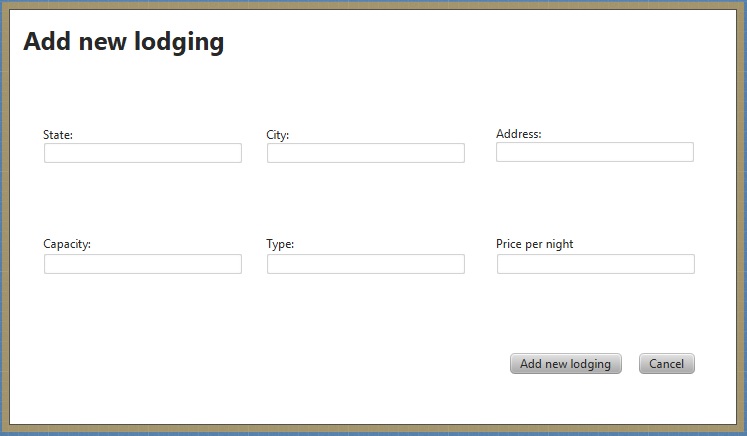 Add new lodging
State:
City:
Address:
Capacity:
Type:
Price per night
Add new lodging
Cancel